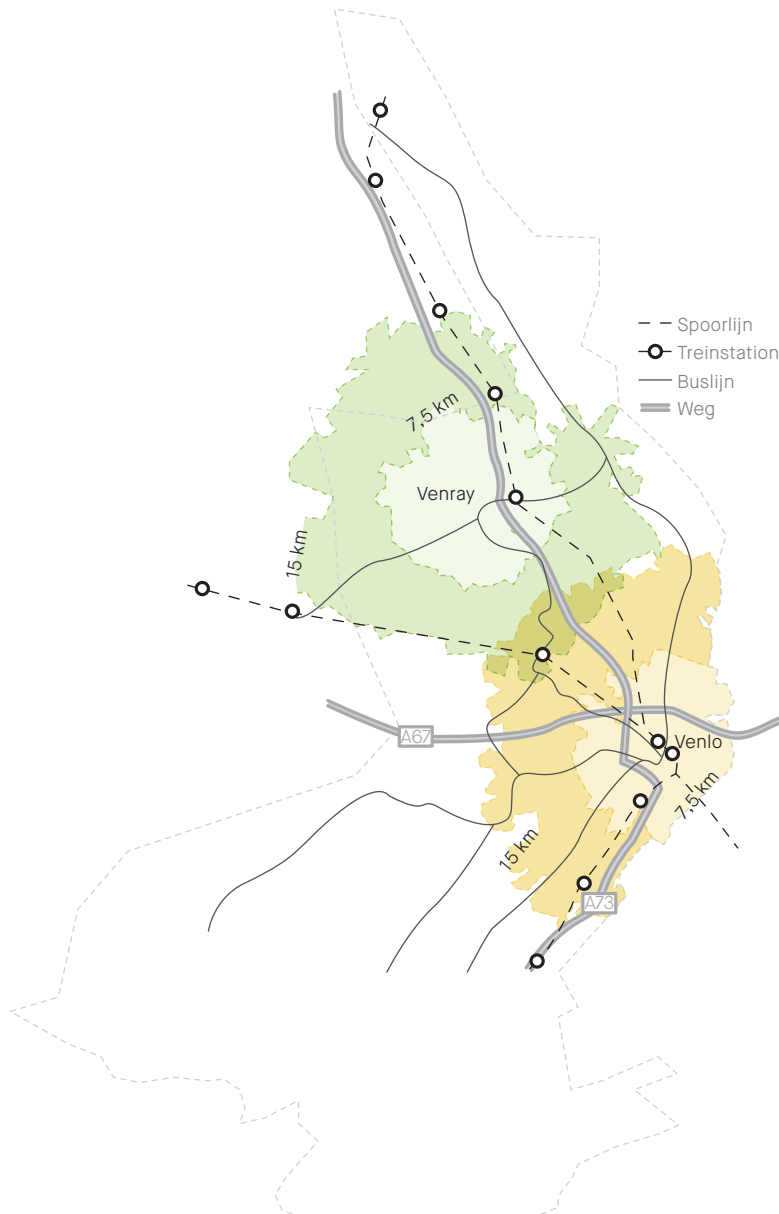 Spoorlijn
Treinstation
Buslijn
Weg
7,5 km
Venray
15 km
A67
Venlo
7,5 km
15 km
A73